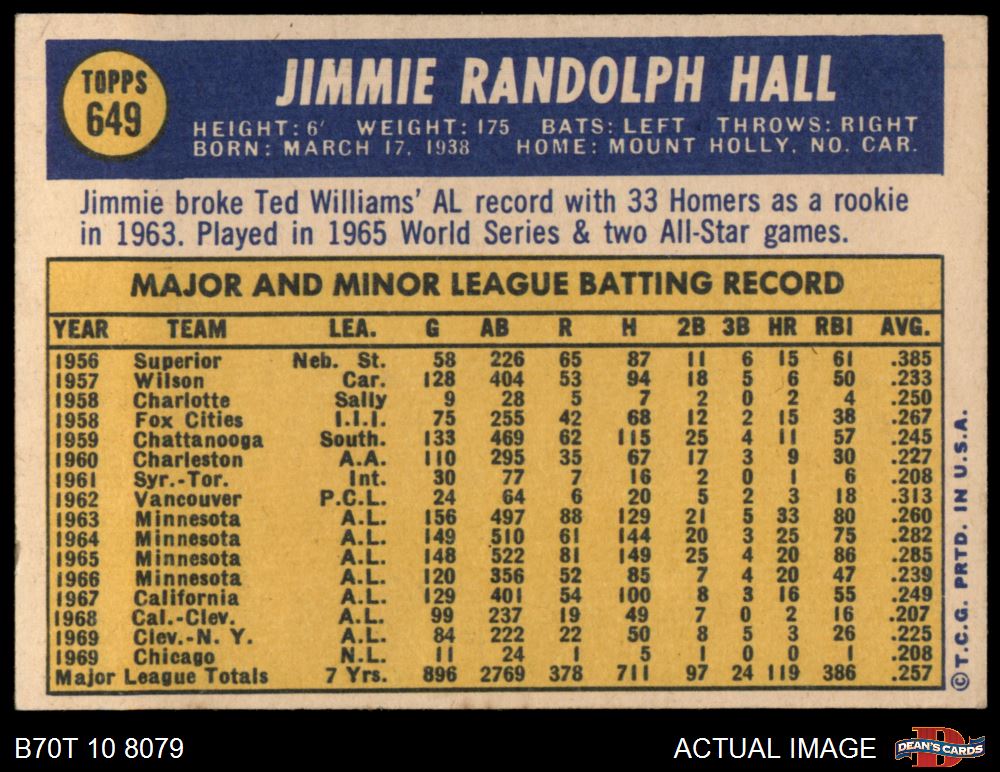 TOPPS
649
JIMMIE RANDOLPH HALL
HEIGHT: 6' WEIGHT: 175 BATS: LEFT THROWS: RIGHT
BORN: MARCH 17, 1938 HOME: MOUNT HOLLY, NO. CAR.
Jimmie broke Ted Williams' AL record with 33 Homers as a rookie
in 1963. Played in 1965 World Series & two All-Star games.
MAJOR AND MINOR LEAGUE BATTING RECORD
YEAR TEAM LEA. G AB R H 2B 3B HR RBI AVG.
1956 Superior Neb. St. 58 226 65 87 11 6 15 61 .385
1957 Wilson Car. 128 404 53 94 18 5 6 50 .233
1958 Charlotte Sally 9 28 5 7 2 0 2 4 .250
1958 Fox Cities I.I.I. 75 255 42 68 12 2 15 38 .267
1959 Chattanooga South. 133 469 62 115 25 4 11 57 .245
1960 Charleston A.A. 110 295 35 67 17 3 9 30 .227
1961 Syr.-Tor. Int. 30 77 7 16 2 0 1 6 .208
1962 Vancouver P.C.L. 24 64 6 20 5 2 3 18 .313
1963 Minnesota A.L. 156 497 88 129 21 5 33 80 .260
1964 Minnesota A.L. 149 510 61 144 20 3 25 75 .282
1965 Minnesota A.L. 148 522 81 149 25 4 20 86 .285
1966 Minnesota A.L. 120 356 52 85 7 4 20 47 .239
1967 California A.L. 129 401 54 100 8 3 16 55 .249
1968 Cal.-Clev. A.L. 99 237 19 49 7 0 2 16 .207
1969 Clev.-N. Y. A.L. 84 222 22 50 8 5 3 26 .225
1969 Chicago N.L. 11 24 1 5 1 0 0 1 .208
Major League Totals 7 Yrs. 896 2769 378 711 97 24 119 386 .257
© T.C.G. PRTD. IN U.S.A.
B70T 10 8079
ACTUAL IMAGE
DEAN'S CARDS